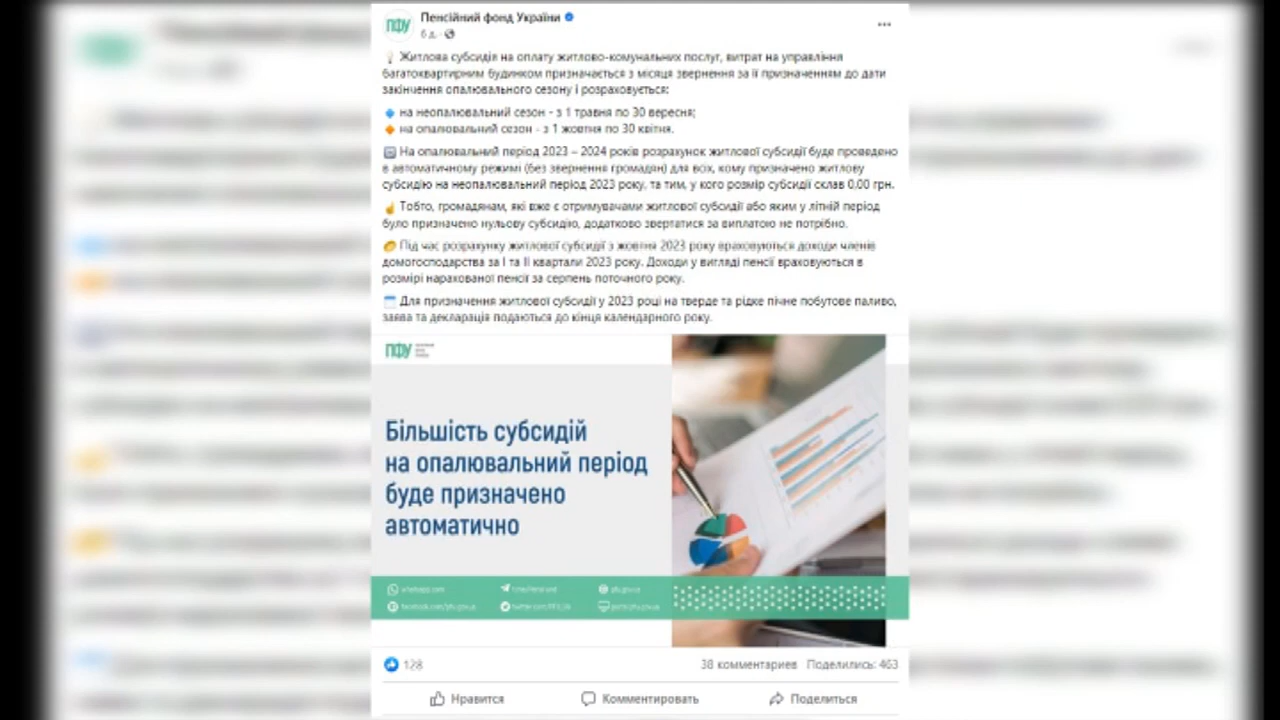 ПФУ Пенсійний фонд України
6 д.
Житлова субсидія на оплату житлово-комунальних послуг, витрат на управління
багатоквартирним будинком призначається з місяця звернення за її призначенням до дати
закінчення опалювального сезону і розраховується:
на неопалювальний сезон - з 1 травня по 30 вересня;
на опалювальний сезон - з 1 жовтня по 30 квітня.
На опалювальний період 2023 – 2024 років розрахунок житлової субсидії буде проведено
в автоматичному режимі (без звернення громадян) для всіх, кому призначено житлову
субсидію на неопалювальний період 2023 року, та тим, у кого розмір субсидії склав 0,00 грн.
Тобто, громадянам, які вже є отримувачами житлової субсидії або яким у літній період
було призначено нульову субсидію, додатково звертатися за виплатою не потрібно.
Під час розрахунку житлової субсидії з жовтня 2023 року враховуються доходи членів
домогосподарства за I та II квартали 2023 року. Доходи у вигляді пенсії враховуються в
розмірі нарахованої пенсії за серпень поточного року.
Для призначення житлової субсидії у 2023 році на тверде та рідке пічне побутове паливо,
заява та декларація подаються до кінця календарного року.
ПФУ
Більшість субсидій
на опалювальний період
буде призначено
автоматично
128
38 комментариев Поделились: 463
Нравится Комментировать Поделиться